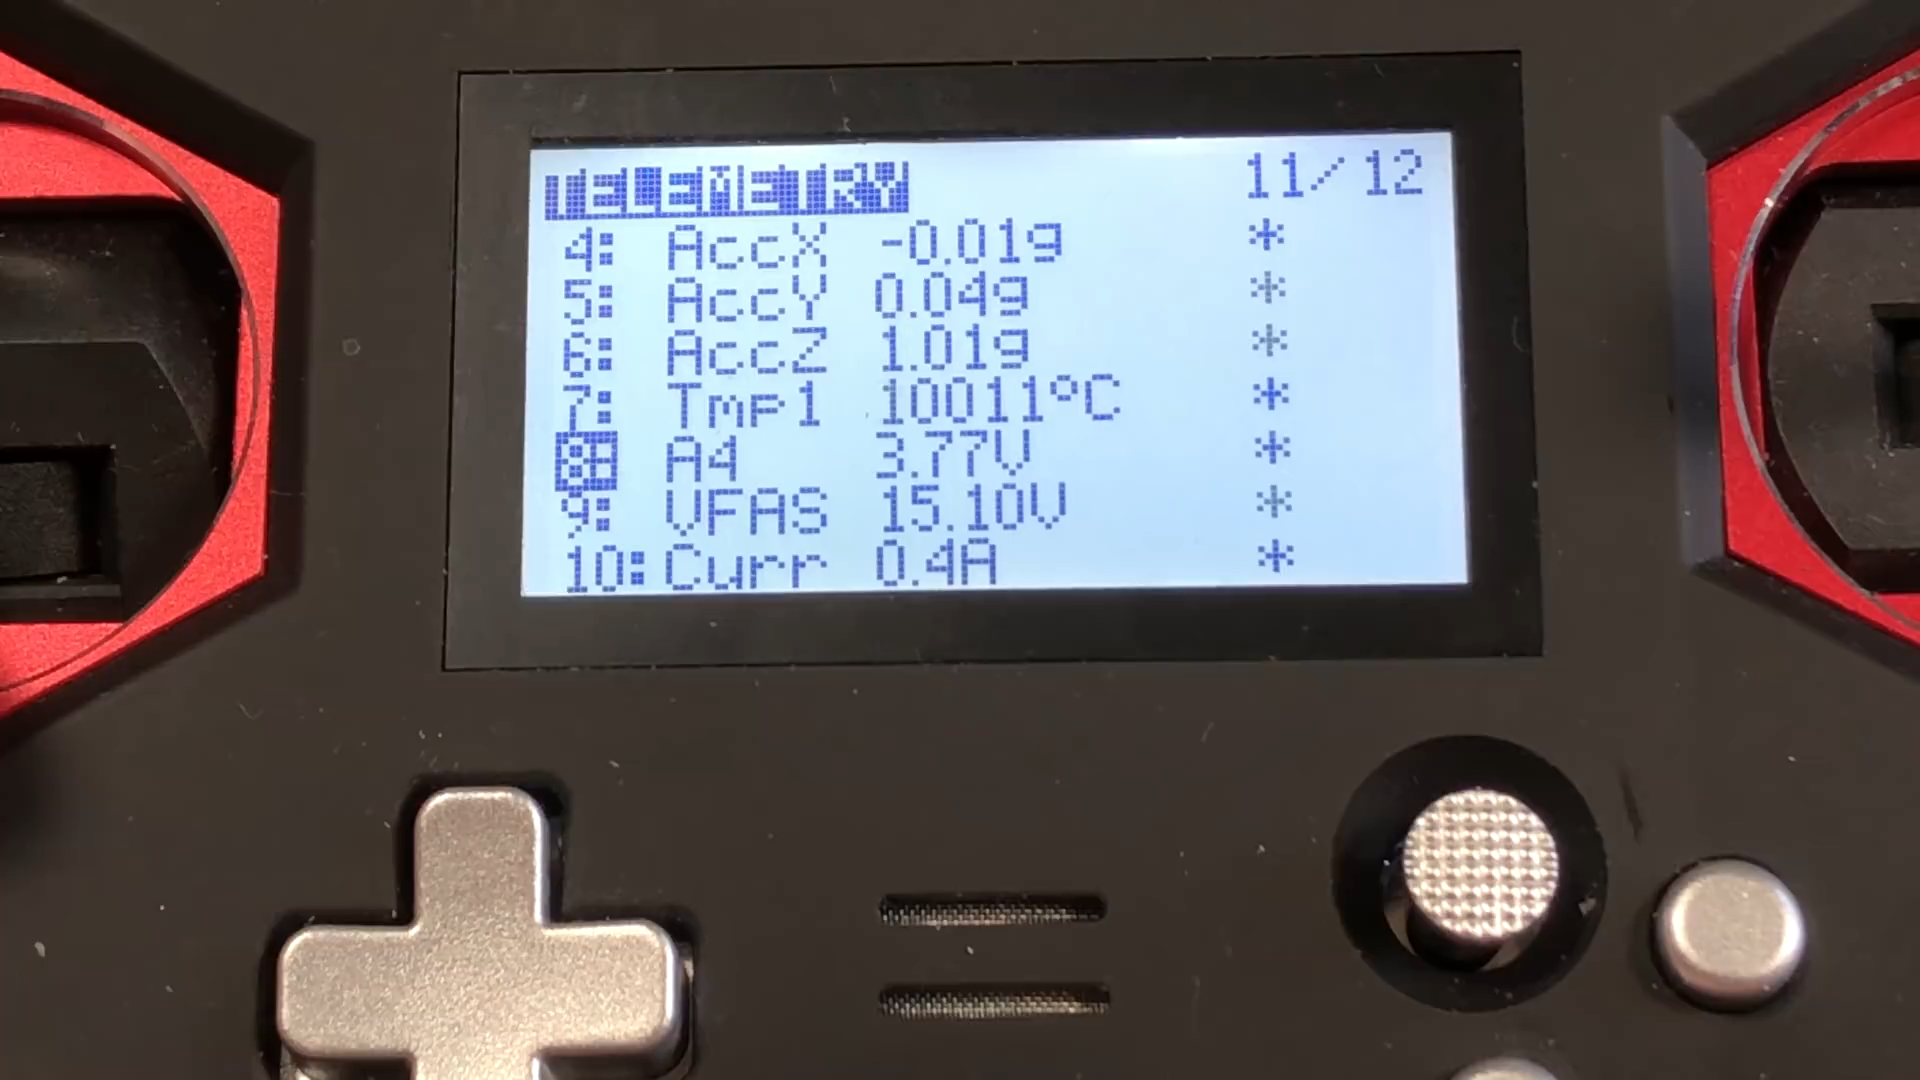 TELEMETRY 11/12
4: AccX -0.01g *
5: AccY 0.04g *
6: AccZ 1.01g *
7: Tmp1 10011°C *
8: A4 3.77V *
9: VFAS 15.10V *
10: Curr 0.4A *